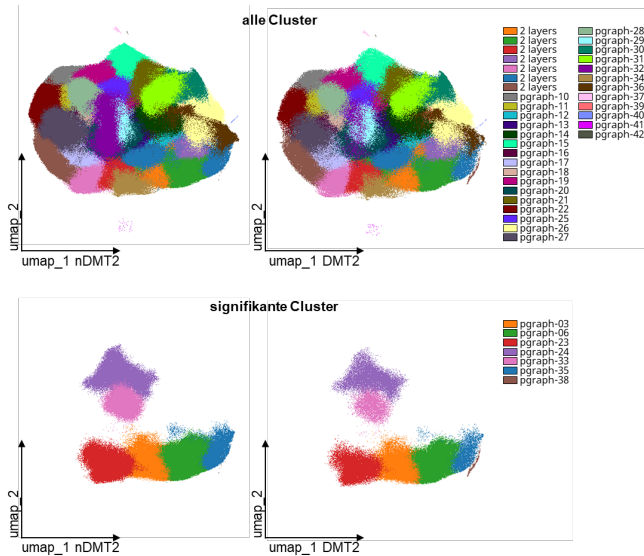 alle Cluster
2 layers
2 layers
2 layers
2 layers
2 layers
2 layers
2 layers
pgraph-10
pgraph-11
pgraph-12
pgraph-13
pgraph-14
pgraph-15
pgraph-16
pgraph-17
pgraph-18
pgraph-19
pgraph-20
pgraph-21
pgraph-22
pgraph-25
pgraph-26
pgraph-27
pgraph-28
pgraph-29
pgraph-30
pgraph-31
pgraph-32
pgraph-34
pgraph-36
pgraph-37
pgraph-39
pgraph-40
pgraph-41
pgraph-42
umap_2
umap_1 nDMT2
umap_2
umap_1 DMT2
signifikante Cluster
pgraph-03
pgraph-06
pgraph-23
pgraph-24
pgraph-33
pgraph-35
pgraph-38
umap_2
umap_1 nDMT2
umap_2
umap_1 DMT2